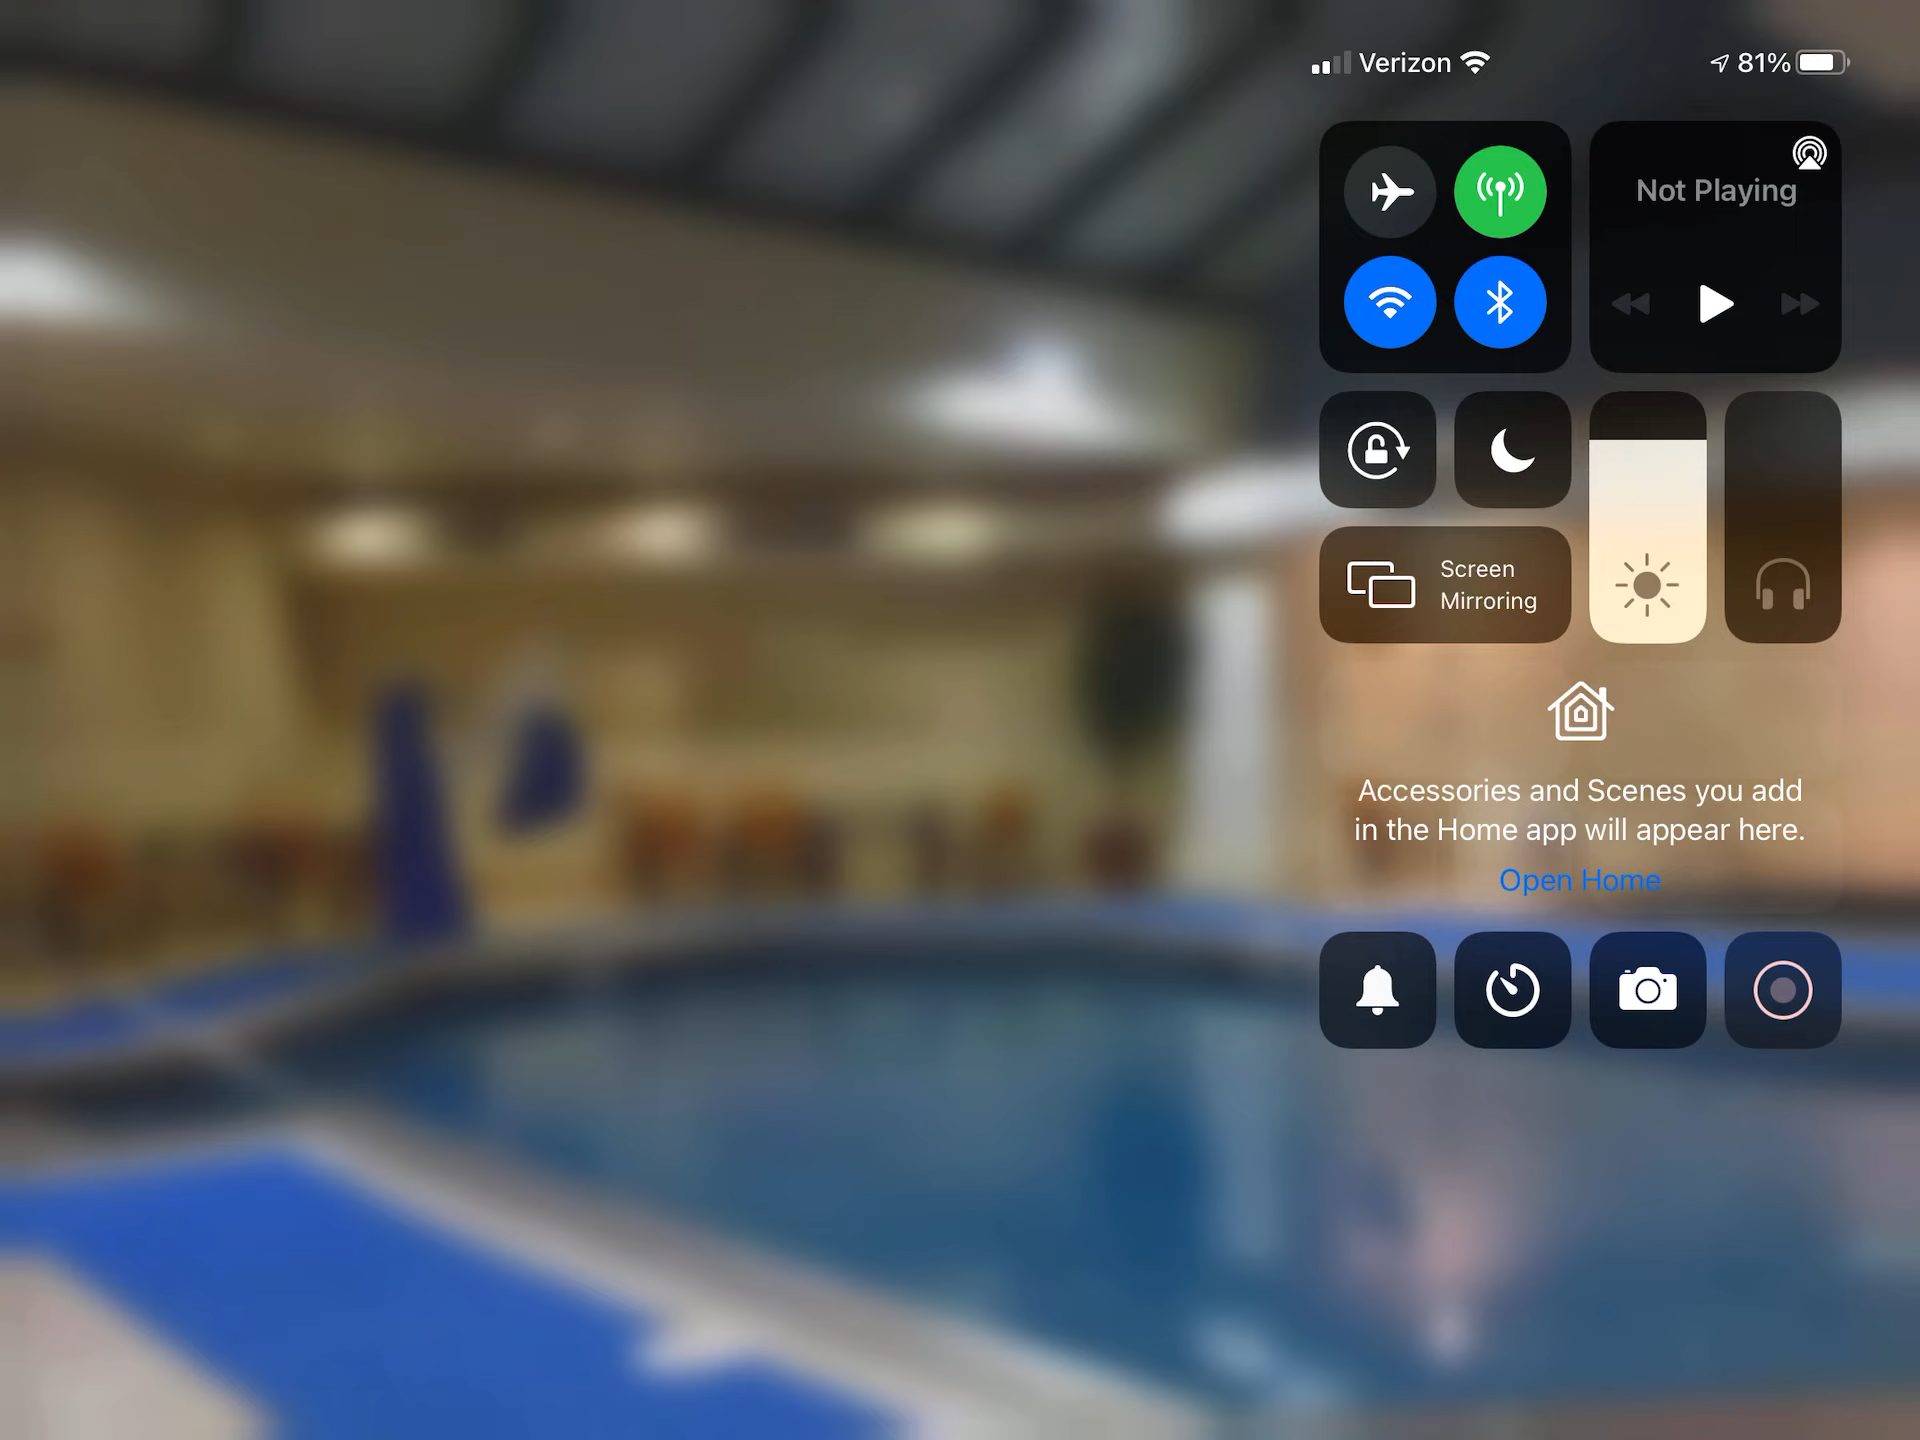 Verizon
81%
Not Playing
Screen
Mirroring
Accessories and Scenes you add
in the Home app will appear here.
Open Home